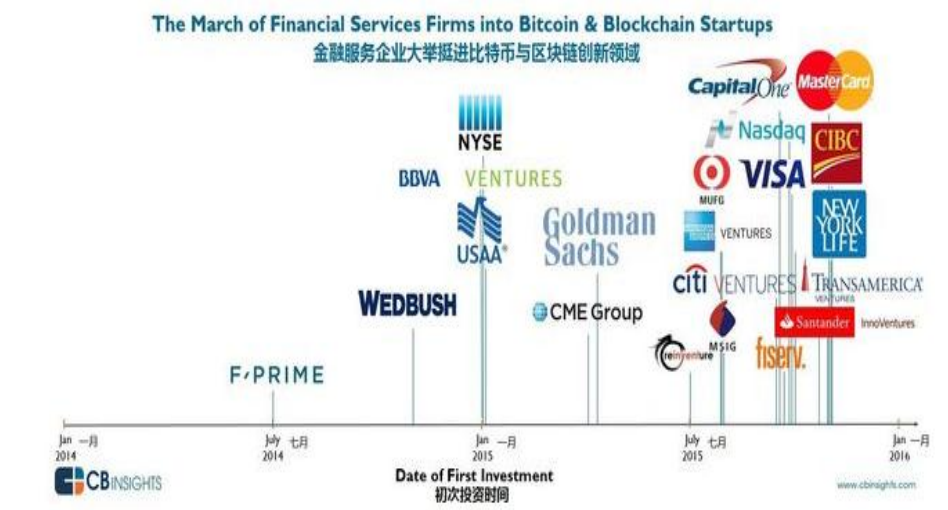 The March of Financial Services Firms into Bitcoin & Blockchain Startups
金融服务企业大举挺进比特币与区块链创新领域
CapitalOne
MasterCard
NYSE
Nasdaq
CIBC
BBVA VENTURES
MUFG
VISA
USAA®
Goldman
Sachs
VENTURES
NEW
YORK
LIFE
citi VENTURES
TRANSAMERICA®
VENTURES
WEDBUSH
CME Group
MSIG
Santander InnoVentures
reinventure
fiserv.
F-PRIME
Jan 一月
2014
July 七月
2014
Jan 一月
2015
July 七月
2015
Jan 一月
2016
CBINSIGHTS
Date of First Investment
初次投资时间
www.cbinsights.com